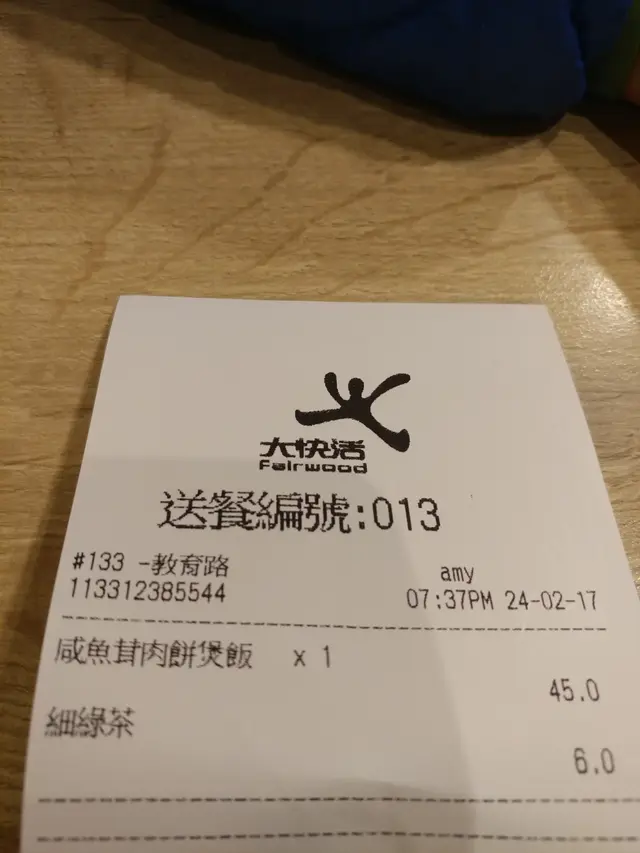 大快活
Fairwood
送餐編號:013
#133 -教育路
amy
113312385544
07:37PM 24-02-17
咸魚茸肉餅煲飯 x 1
45.0
細綠茶
6.0